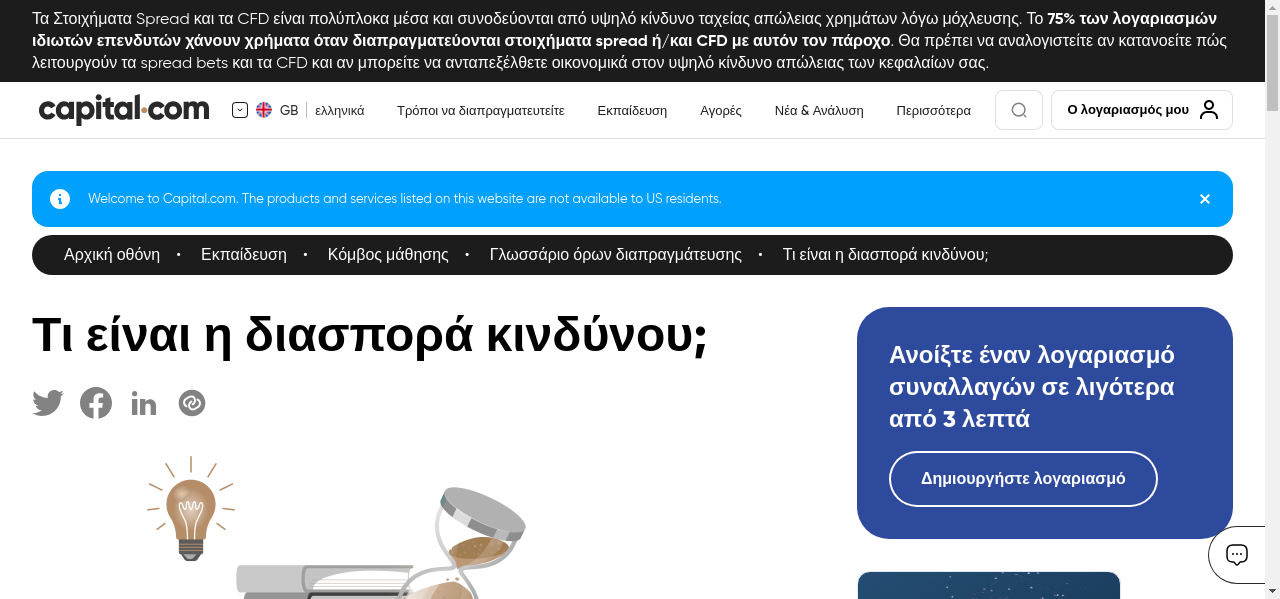 Τα Στοιχήματα Spread και τα CFD είναι πολύπλοκα μέσα και συνοδεύονται από υψηλό κίνδυνο ταχείας απώλειας χρημάτων λόγω μόχλευσης. Το 75% των λογαριασμών
ιδιωτών επενδυτών χάνουν χρήματα όταν διαπραγματεύονται στοιχήματα spread ή/και CFD με αυτόν τον πάροχο. Θα πρέπει να αναλογιστείτε αν κατανοείτε πώς
λειτουργούν τα spread bets και τα CFD και αν μπορείτε να ανταπεξέλθετε οικονομικά στον υψηλό κίνδυνο απώλειας των κεφαλαίων σας.
capital.com GB ελληνικά Τρόποι να διαπραγματευτείτε Εκπαίδευση Αγορές Νέα & Ανάλυση Περισσότερα Ο λογαριασμός μου
Welcome to Capital.com. The products and services listed on this website are not available to US residents.
Αρχική οθόνη • Εκπαίδευση • Κόμβος μάθησης • Γλωσσάριο όρων διαπραγμάτευσης • Τι είναι η διασπορά κινδύνου;
Τι είναι η διασπορά κινδύνου;
Ανοίξτε έναν λογαριασμό
συναλλαγών σε λιγότερα
από 3 λεπτά
Δημιουργήστε λογαριασμό